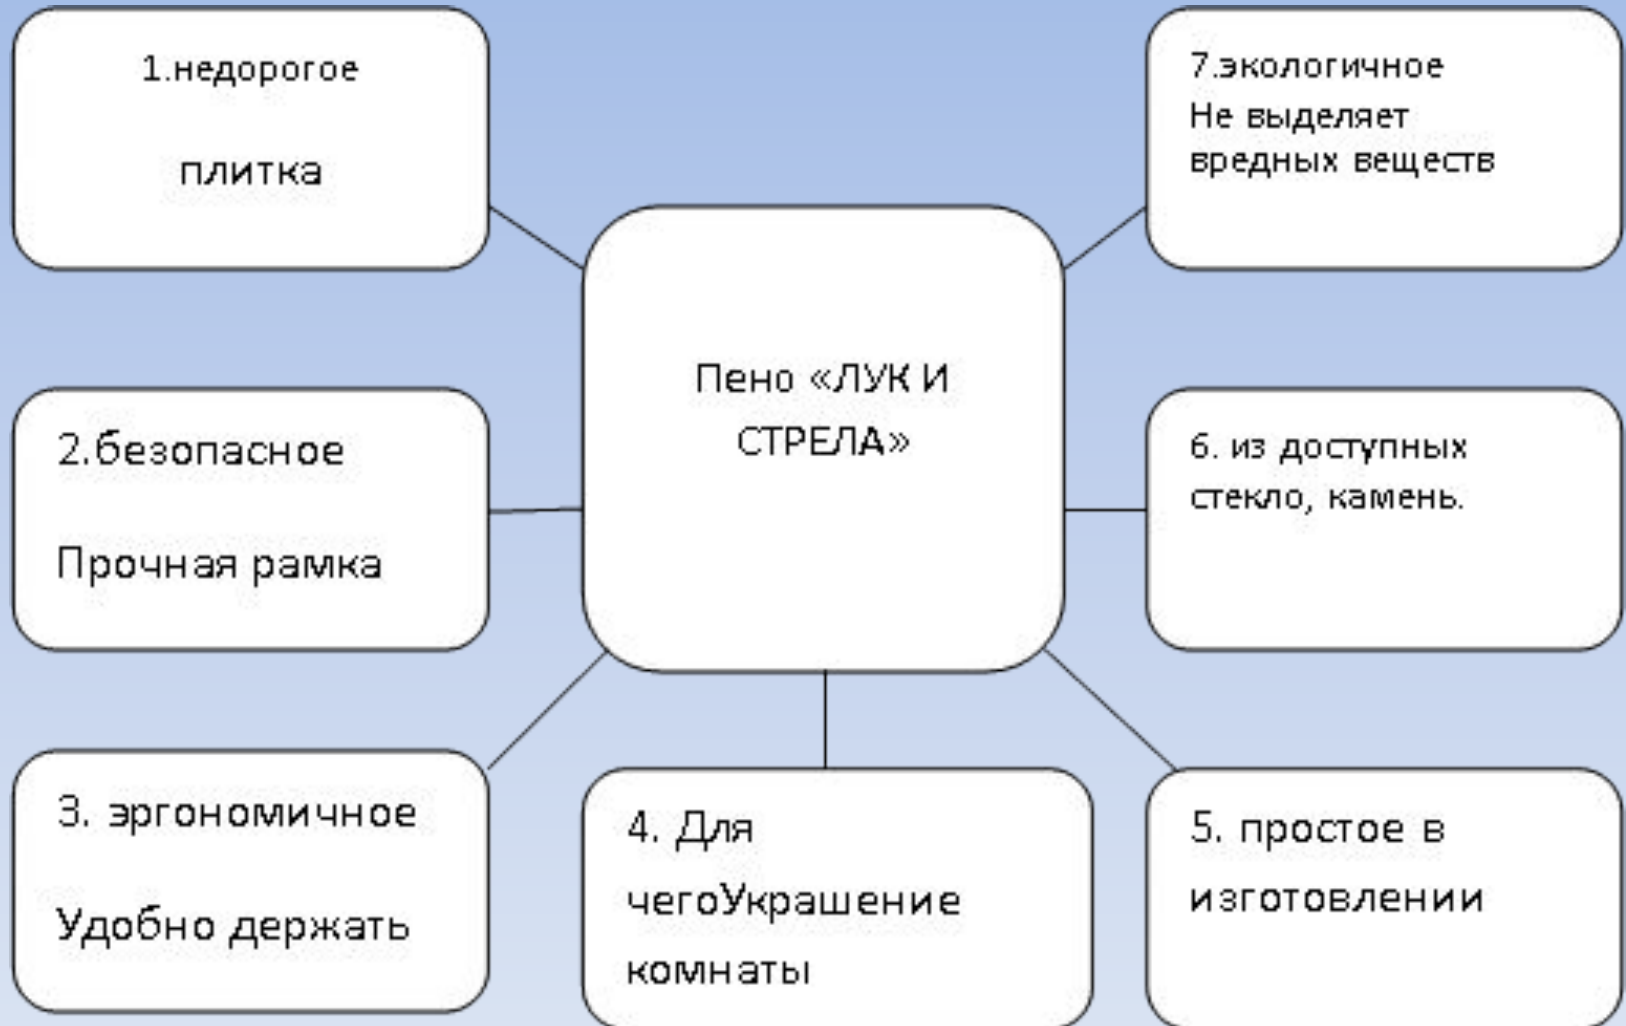 1.недорогое
плитка
2.безопасное
Прочная рамка
3. эргономичное
Удобно держать
Пено «ЛУК И
СТРЕЛА»
4. Для
чегоУкрашение
комнаты
5. простое в
изготовлении
6. из доступных
стекло, камень.
7.экологичное
Не выделяет
вредных веществ